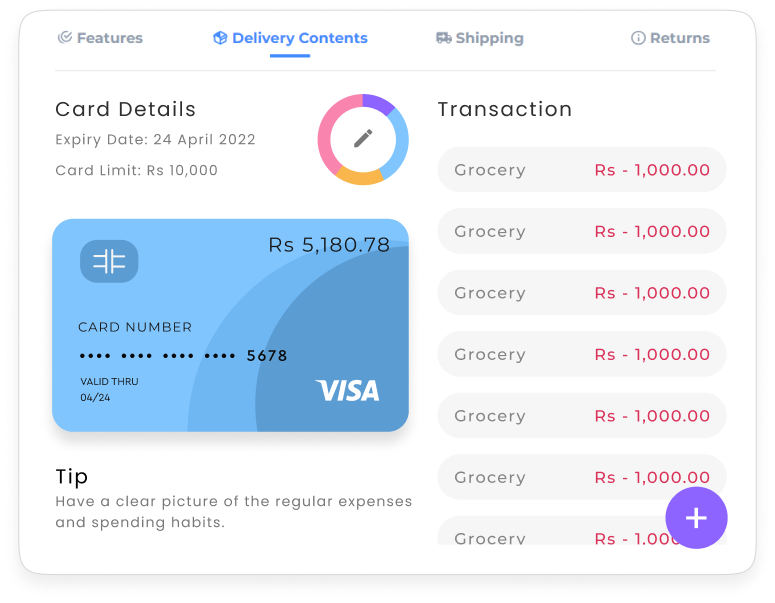 Features
Delivery Contents
Shipping
Returns
Card Details
Expiry Date: 24 April 2022
Card Limit: Rs 10,000
Rs 5,180.78
CARD NUMBER
•••• •••• •••• •••• 5678
VALID THRU
04/24
VISA
Tip
Have a clear picture of the regular expenses
and spending habits.
Transaction
Grocery Rs - 1,000.00
Grocery Rs - 1,000.00
Grocery Rs - 1,000.00
Grocery Rs - 1,000.00
Grocery Rs - 1,000.00
Grocery Rs - 1,000.00
Grocery Rs - 1,000